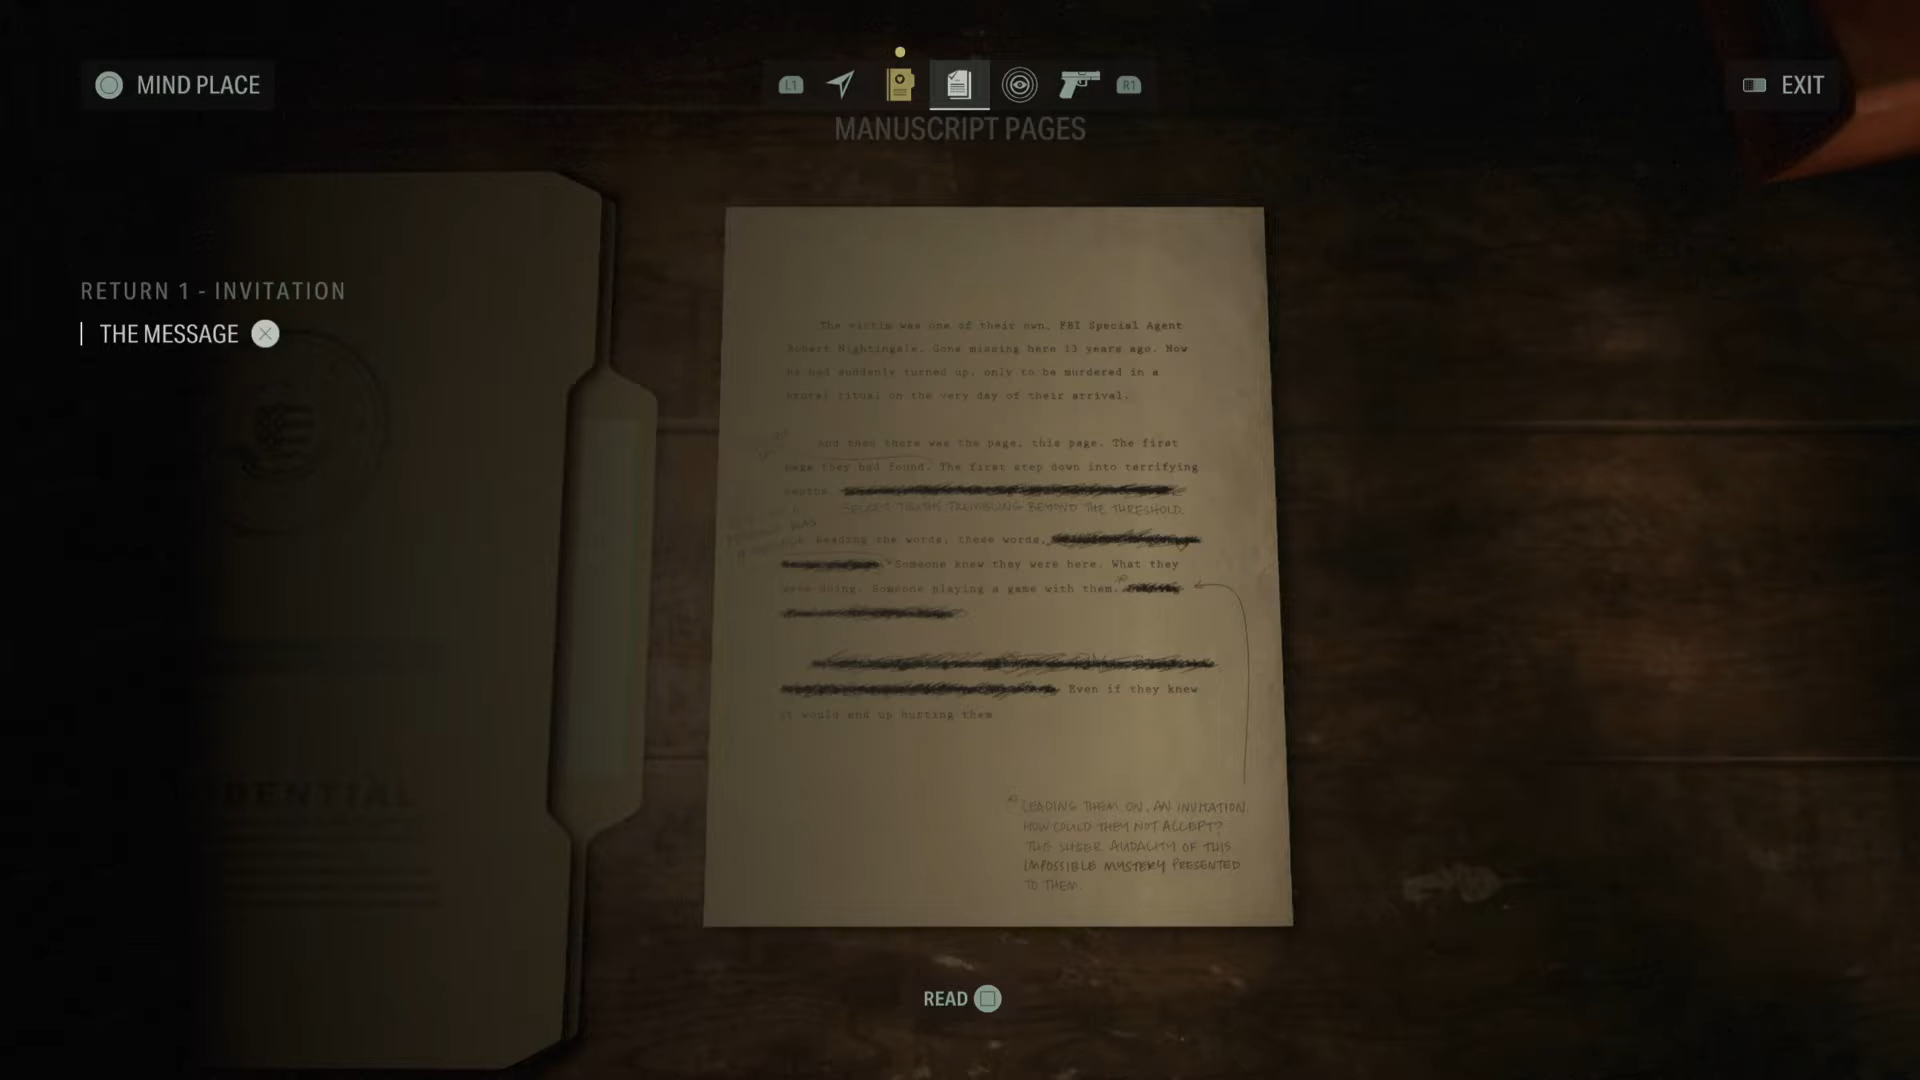 MIND PLACE
L1
R1
EXIT
MANUSCRIPT PAGES
RETURN 1 - INVITATION
THE MESSAGE
The victim was one of their own, FBI Special Agent
Robert Nightingale. Gone missing here 13 years ago. Now
he had suddenly turned up, only to be murdered in a
brutal ritual on the very day of their arrival.
And then there was the page, this page. The first
page they had found. The first step down into terrifying
depths.
SECRET TRUTHS TREMBLING BEYOND THE THRESHOLD.
WAS
Reading the words, these words,
Someone knew they were here. What they
were doing. Someone playing a game with them.
Even if they knew
it would end up hurting them
LEADING THEM ON, AN INVITATION.
HOW COULD THEY NOT ACCEPT?
THE SHEER AUDACITY OF THIS
IMPOSSIBLE MYSTERY PRESENTED
TO THEM.
DENTIAL
READ